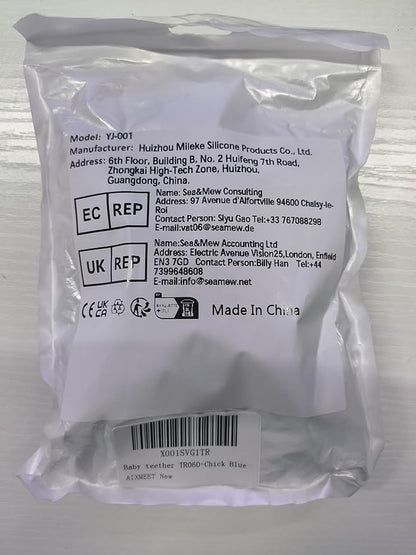 Model: YJ-001
Manufacturer: Huizhou Mileke Silicone Products Co., Ltd.
Address: 6th Floor, Building B, No. 2 Huifeng 7th Road,
Zhongkai High-Tech Zone, Huizhou,
Guangdong, China.
EC REP
Name: Sea&Mew Consulting
Address: 97 Avenue d'Alfortville 94600 Choisy-le-
Roi
Contact Person: Siyu Gao Tel:+33 767088298
E-mail:vat06@seamew.de
UK REP
Name:Sea&Mew Accounting Ltd
Address: Electric Avenue Vision25,London, Enfield
EN3 7GD Contact Person:Billy Han Tel:+44
7399648608
E-mail:info@seamew.net
CE UK CA
Made In China
X001SVG1TR
Baby teether TR060-Chick Blue
AIXMEET New